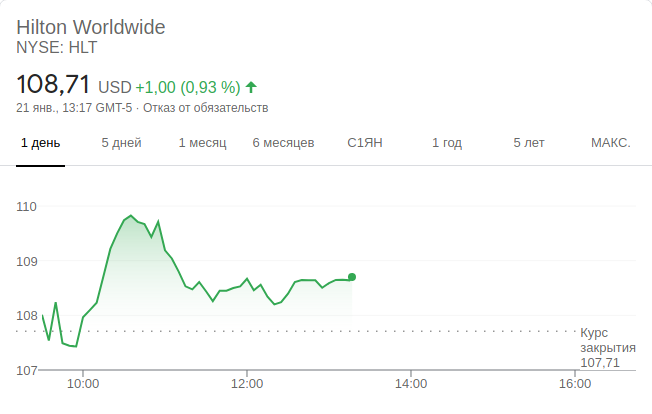 Hilton Worldwide
NYSE: HLT
108,71 USD +1,00 (0,93 %)
21 янв., 13:17 GMT-5 · Отказ от обязательств
1 день 5 дней 1 месяц 6 месяцев С1ЯН 1 год 5 лет МАКС.
110
109
108
Курс
закрытия
107,71
107
10:00 12:00 14:00 16:00